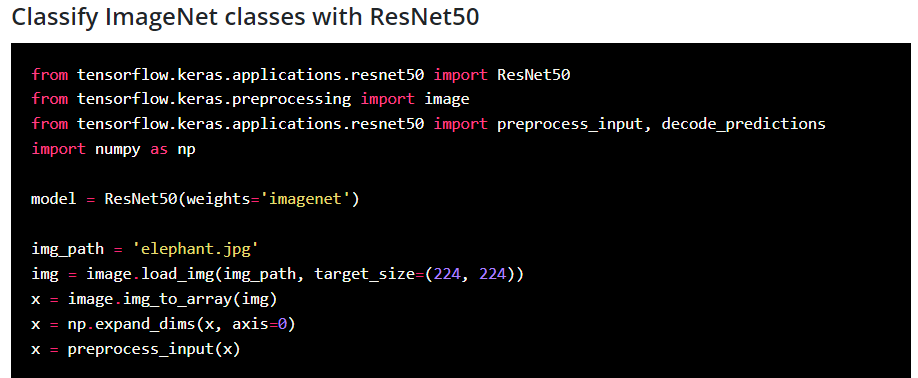 Classify ImageNet classes with ResNet50
from tensorflow.keras.applications.resnet50 import ResNet50
from tensorflow.keras.preprocessing import image
from tensorflow.keras.applications.resnet50 import preprocess_input, decode_predictions
import numpy as np
model = ResNet50(weights='imagenet')
img_path = 'elephant.jpg'
img = image.load_img(img_path, target_size=(224, 224))
x = image.img_to_array(img)
x = np.expand_dims(x, axis=0)
x = preprocess_input(x)